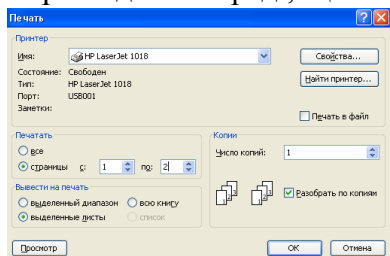 Печать
Принтер
Имя: HP LaserJet 1018
Свойства...
Состояние: Свободен
Тип: HP LaserJet 1018
Найти принтер...
Порт: USB001
Заметки:
Печать в файл
Печатать
все
страницы с: 1 по: 2
Копии
Число копий: 1
Разобрать по копиям
Вывести на печать
выделенный диапазон
всю книгу
выделенные листы
список
Просмотр
ОК
Отмена